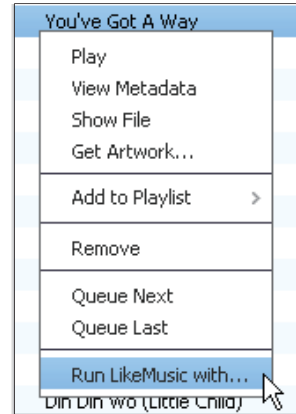 You've Got A Way
Play
View Metadata
Show File
Get Artwork...
Add to Playlist >
Remove
Queue Next
Queue Last
Run LikeMusic with...
Din Din Wo (Little Child)